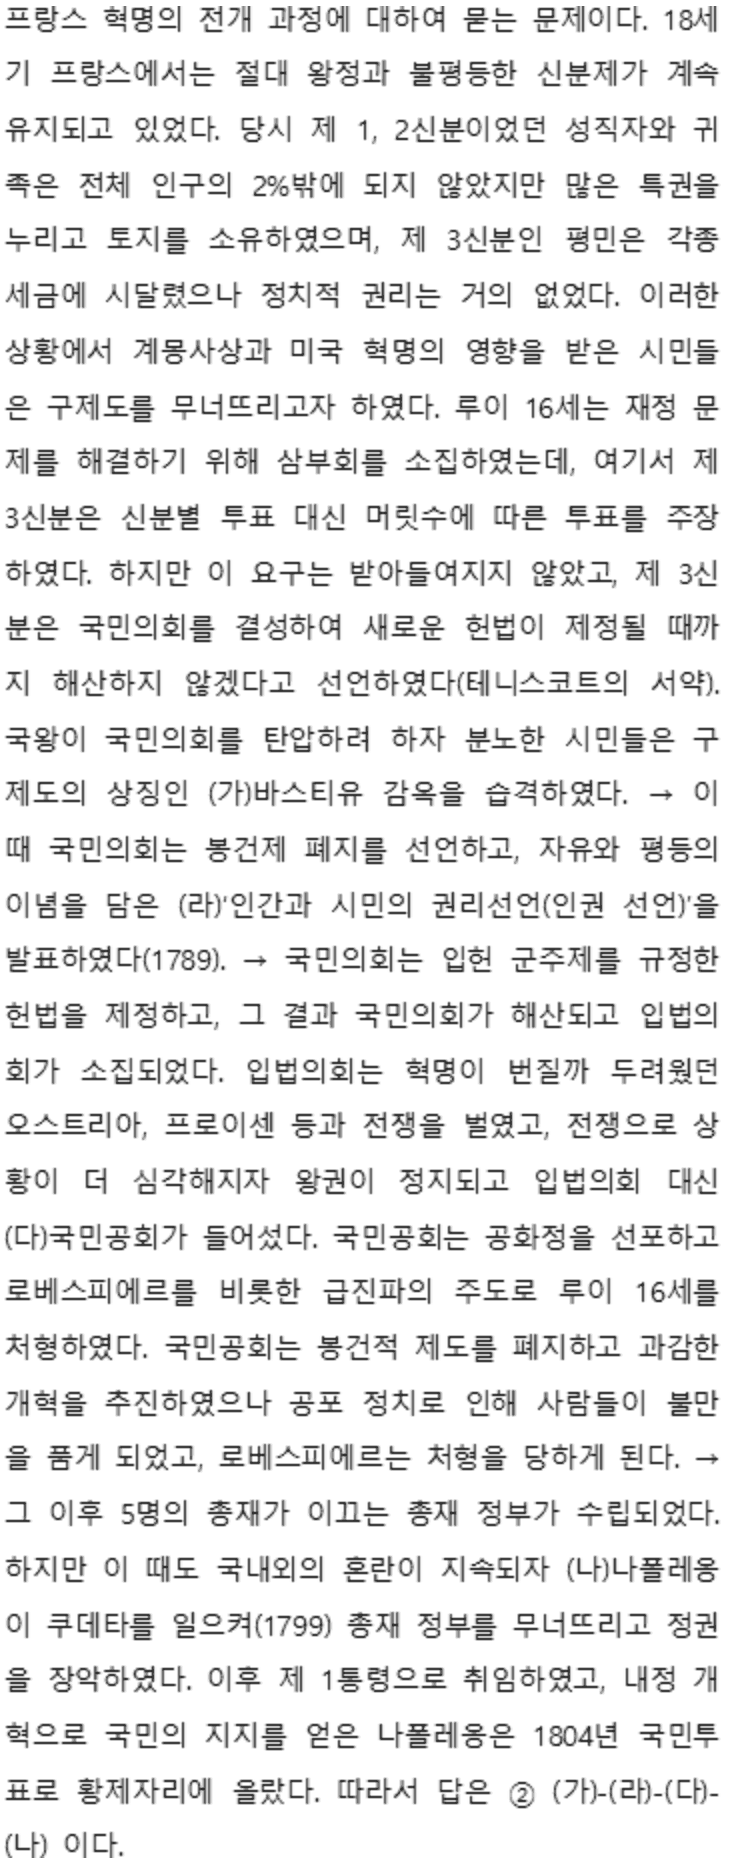 프랑스 혁명의 전개 과정에 대하여 묻는 문제이다. 18세
기 프랑스에서는 절대 왕정과 불평등한 신분제가 계속
유지되고 있었다. 당시 제 1, 2신분이었던 성직자와 귀
족은 전체 인구의 2%밖에 되지 않았지만 많은 특권을
누리고 토지를 소유하였으며, 제 3신분인 평민은 각종
세금에 시달렸으나 정치적 권리는 거의 없었다. 이러한
상황에서 계몽사상과 미국 혁명의 영향을 받은 시민들
은 구제도를 무너뜨리고자 하였다. 루이 16세는 재정 문
제를 해결하기 위해 삼부회를 소집하였는데, 여기서 제
3신분은 신분별 투표 대신 머릿수에 따른 투표를 주장
하였다. 하지만 이 요구는 받아들여지지 않았고, 제 3신
분은 국민의회를 결성하여 새로운 헌법이 제정될 때까
지 해산하지 않겠다고 선언하였다(테니스코트의 서약).
국왕이 국민의회를 탄압하려 하자 분노한 시민들은 구
제도의 상징인 (가)바스티유 감옥을 습격하였다. → 이
때 국민의회는 봉건제 폐지를 선언하고, 자유와 평등의
이념을 담은 (라)‘인간과 시민의 권리선언(인권 선언)’을
발표하였다(1789). → 국민의회는 입헌 군주제를 규정한
헌법을 제정하고, 그 결과 국민의회가 해산되고 입법의
회가 소집되었다. 입법의회는 혁명이 번질까 두려웠던
오스트리아, 프로이센 등과 전쟁을 벌였고, 전쟁으로 상
황이 더 심각해지자 왕권이 정지되고 입법의회 대신
(다)국민공회가 들어섰다. 국민공회는 공화정을 선포하고
로베스피에르를 비롯한 급진파의 주도로 루이 16세를
처형하였다. 국민공회는 봉건적 제도를 폐지하고 과감한
개혁을 추진하였으나 공포 정치로 인해 사람들이 불만
을 품게 되었고, 로베스피에르는 처형을 당하게 된다. →
그 이후 5명의 총재가 이끄는 총재 정부가 수립되었다.
하지만 이 때도 국내외의 혼란이 지속되자 (나)나폴레옹
이 쿠데타를 일으켜(1799) 총재 정부를 무너뜨리고 정권
을 장악하였다. 이후 제 1통령으로 취임하였고, 내정 개
혁으로 국민의 지지를 얻은 나폴레옹은 1804년 국민투
표로 황제자리에 올랐다. 따라서 답은 ② (가)-(라)-(다)-
(나) 이다.